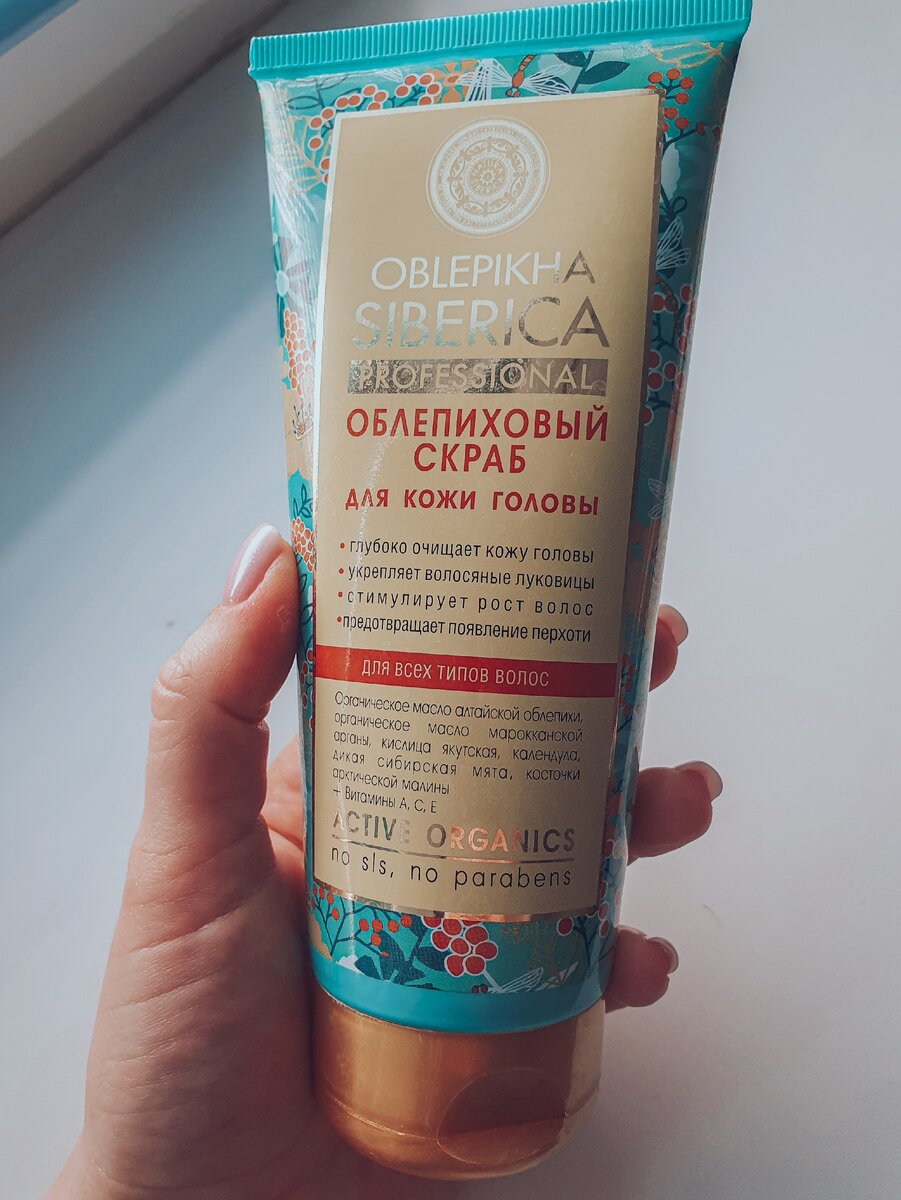 NATURA SIBERICA
OBLEPIKHA
SIBERICA
PROFESSIONAL
ОБЛЕПИХОВЫЙ
СКРАБ
ДЛЯ КОЖИ ГОЛОВЫ
• глубоко очищает кожу головы
• укрепляет волосяные луковицы
• стимулирует рост волос
• предотвращает появление перхоти
ДЛЯ ВСЕХ ТИПОВ ВОЛОС
Органическое масло алтайской облепихи,
органическое масло марокканской
арганы, кислица якутская, календула,
дикая сибирская мята, косточки
арктической малины
+ Витамины A, C, E
ACTIVE ORGANICS
no sls, no parabens